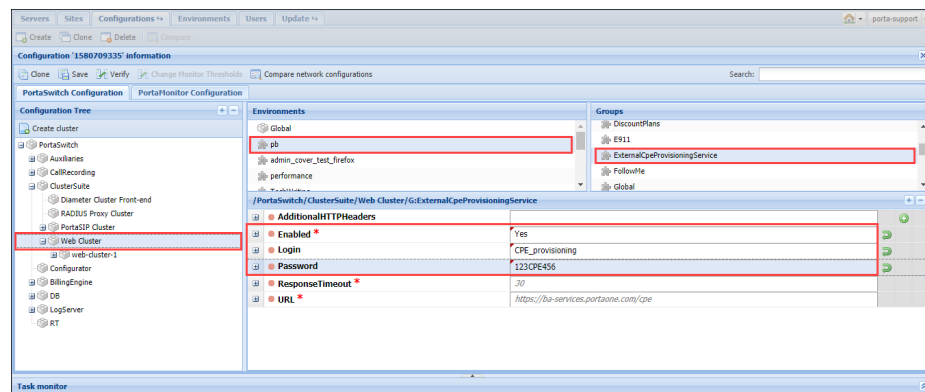 Servers Sites Configurations Environments Users Update porta-support
Create Clone Delete Compare
Configuration '1580709335' information
Clone Save Verify Change Monitor Thresholds Compare network configurations Search:
PortaSwitch Configuration PortaMonitor Configuration
Configuration Tree Environments Groups
Create cluster
PortaSwitch
Auxiliaries
CallRecording
ClusterSuite
Diameter Cluster Front-end
RADIUS Proxy Cluster
PortaSIP Cluster
Web Cluster
web-cluster-1
Configurator
BillingEngine
DB
LogServer
RT
Global
pb
admin_cover_test_firefox
performance
TechWriting
DiscountPlans
E911
ExternalCpeProvisioningService
FollowMe
Global
/PortaSwitch/ClusterSuite/Web Cluster/G:ExternalCpeProvisioningService
AdditionalHTTPHeaders
Enabled * Yes
Login CPE_provisioning
Password 123CPE456
ResponseTimeout * 30
URL * https://ba-services.portaone.com/cpe
Task monitor